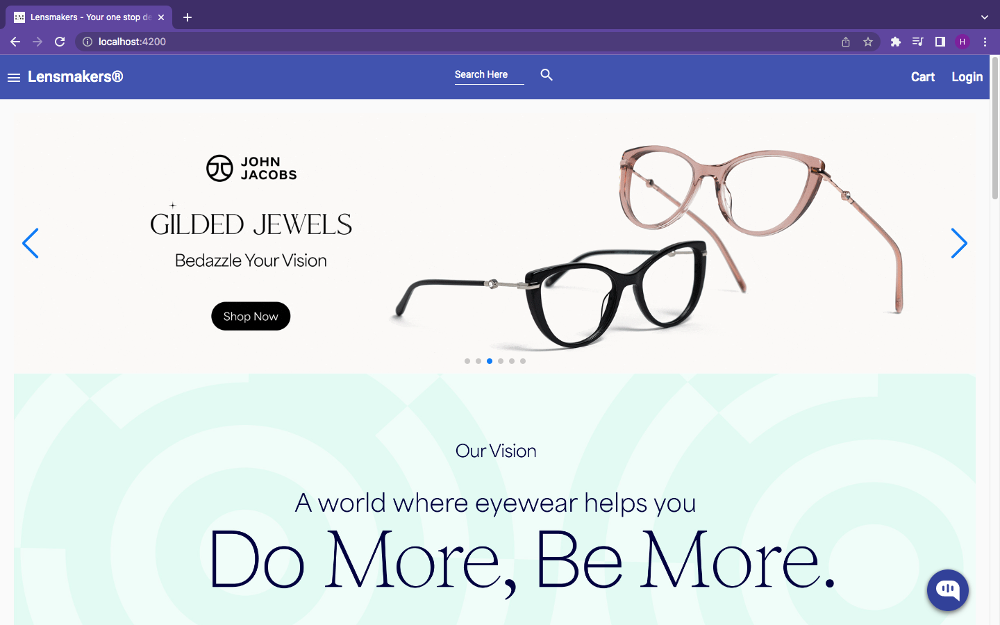 Lensmakers - Your one stop de
localhost:4200
H
Lensmakers®
Search Here
Cart
Login
JOHN
JACOBS
GILDED JEWELS
Bedazzle Your Vision
Shop Now
Our Vision
A world where eyewear helps you
Do More, Be More.